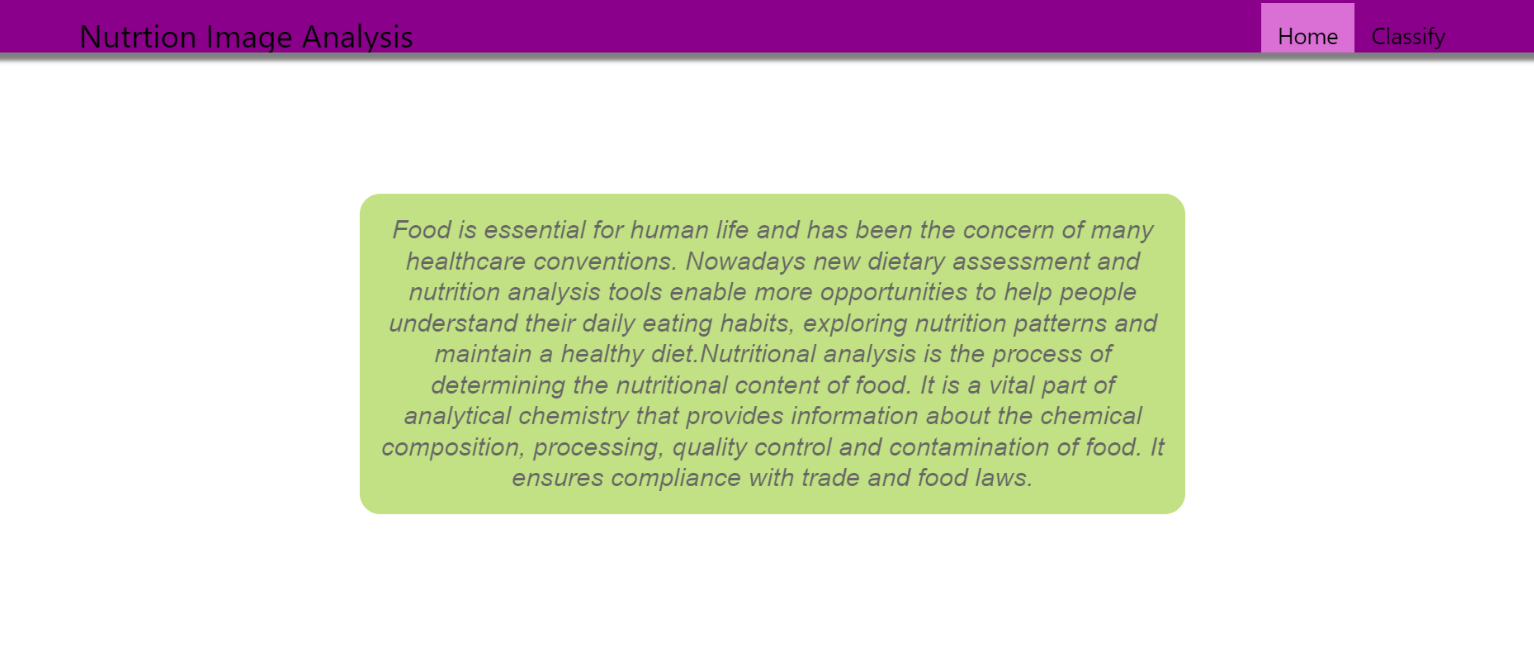 Nutrtion Image Analysis
Home
Classify
Food is essential for human life and has been the concern of many
healthcare conventions. Nowadays new dietary assessment and
nutrition analysis tools enable more opportunities to help people
understand their daily eating habits, exploring nutrition patterns and
maintain a healthy diet.Nutritional analysis is the process of
determining the nutritional content of food. It is a vital part of
analytical chemistry that provides information about the chemical
composition, processing, quality control and contamination of food. It
ensures compliance with trade and food laws.